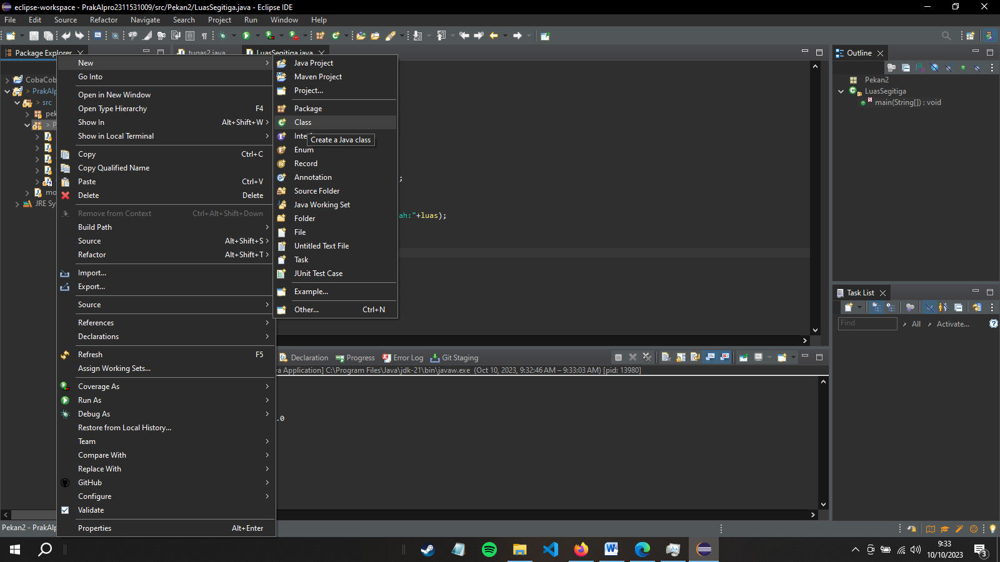 eclipse-workspace - PrakAlpro2311531009/src/Pekan2/LuasSegitiga.java - Eclipse IDE
File Edit Source Refactor Navigate Search Project Run Window Help
Package Explorer
tugas2.java
LuasSegitiga.java
CobaCob
> PrakAlp
> src
pek
> P
mo
JRE Sy
New
Go Into
Open in New Window
Open Type Hierarchy F4
Show In Alt+Shift+W
Show in Local Terminal
Copy Ctrl+C
Copy Qualified Name
Paste Ctrl+V
Delete Delete
Remove from Context Ctrl+Alt+Shift+Down
Build Path
Source Alt+Shift+S
Refactor Alt+Shift+T
Import...
Export...
Source
References
Declarations
Refresh F5
Assign Working Sets...
Coverage As
Run As
Debug As
Restore from Local History...
Team
Compare With
Replace With
GitHub
Configure
Validate
Properties Alt+Enter
Java Project
Maven Project
Project...
Package
Class
Inte
Create a Java class
Enum
Record
Annotation
Source Folder
Java Working Set
Folder
File
Untitled Text File
Task
JUnit Test Case
Example...
Other... Ctrl+N
;
ah:"+luas);
Outline
Pekan2
LuasSegitiga
main(String[]) : void
Task List
Find
All
Activate...
Declaration Progress Error Log Git Staging
va Application] C:\Program Files\Java\jdk-21\bin\javaw.exe (Oct 10, 2023, 9:32:46 AM – 9:33:03 AM) [pid: 13980]
.0
Pekan2 - PrakAlp
9:33
10/10/2023
3